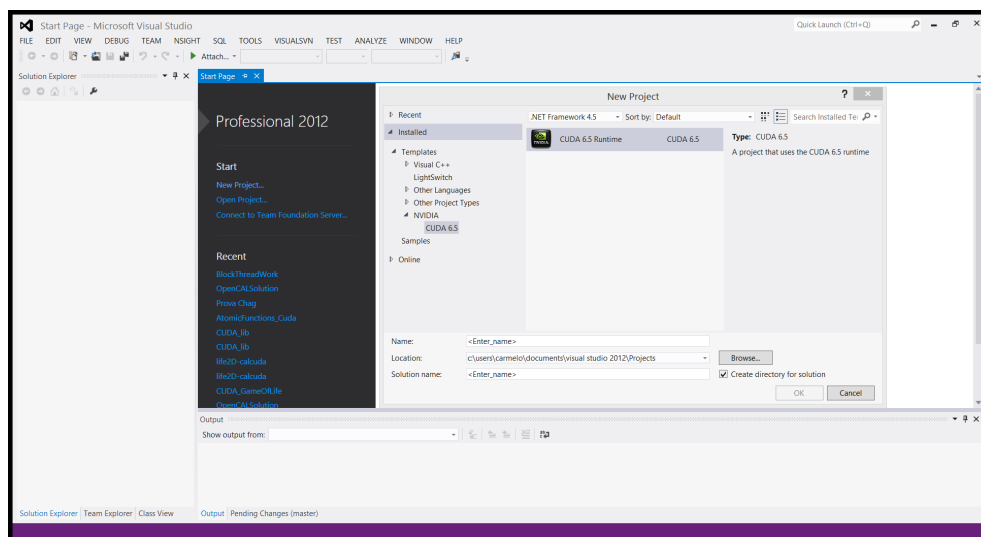 Start Page - Microsoft Visual Studio
Quick Launch (Ctrl+Q)
FILE EDIT VIEW DEBUG TEAM NSIGHT SQL TOOLS VISUALSVN TEST ANALYZE WINDOW HELP
Attach...
Solution Explorer
Start Page
Professional 2012
Start
New Project...
Open Project...
Connect to Team Foundation Server...
Recent
BlockThreadWork
OpenCALSolution
Prova Chag
AtomicFunctions_Cuda
CUDA_lib
CUDA_lib
life2D-calcuda
life2D-calcuda
CUDA_GameOfLife
OpenCALSolution
New Project
?
Recent
Installed
Templates
Visual C++
LightSwitch
Other Languages
Other Project Types
NVIDIA
CUDA 6.5
Samples
Online
.NET Framework 4.5
Sort by: Default
Search Installed Te
NVIDIA
CUDA 6.5 Runtime
CUDA 6.5
Type: CUDA 6.5
A project that uses the CUDA 6.5 runtime
Name: <Enter_name>
Location: c:\users\carmelo\documents\visual studio 2012\Projects
Browse...
Solution name: <Enter_name>
Create directory for solution
OK
Cancel
Output
Show output from:
Solution Explorer Team Explorer Class View
Output Pending Changes (master)